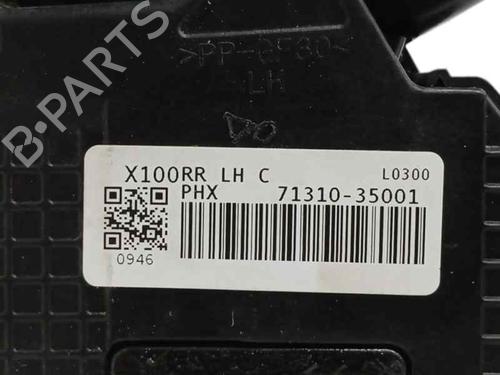 >PP-GF30<
LH
X100RR LH C
L0300
PHX 71310-35001
0946
B-PARTS